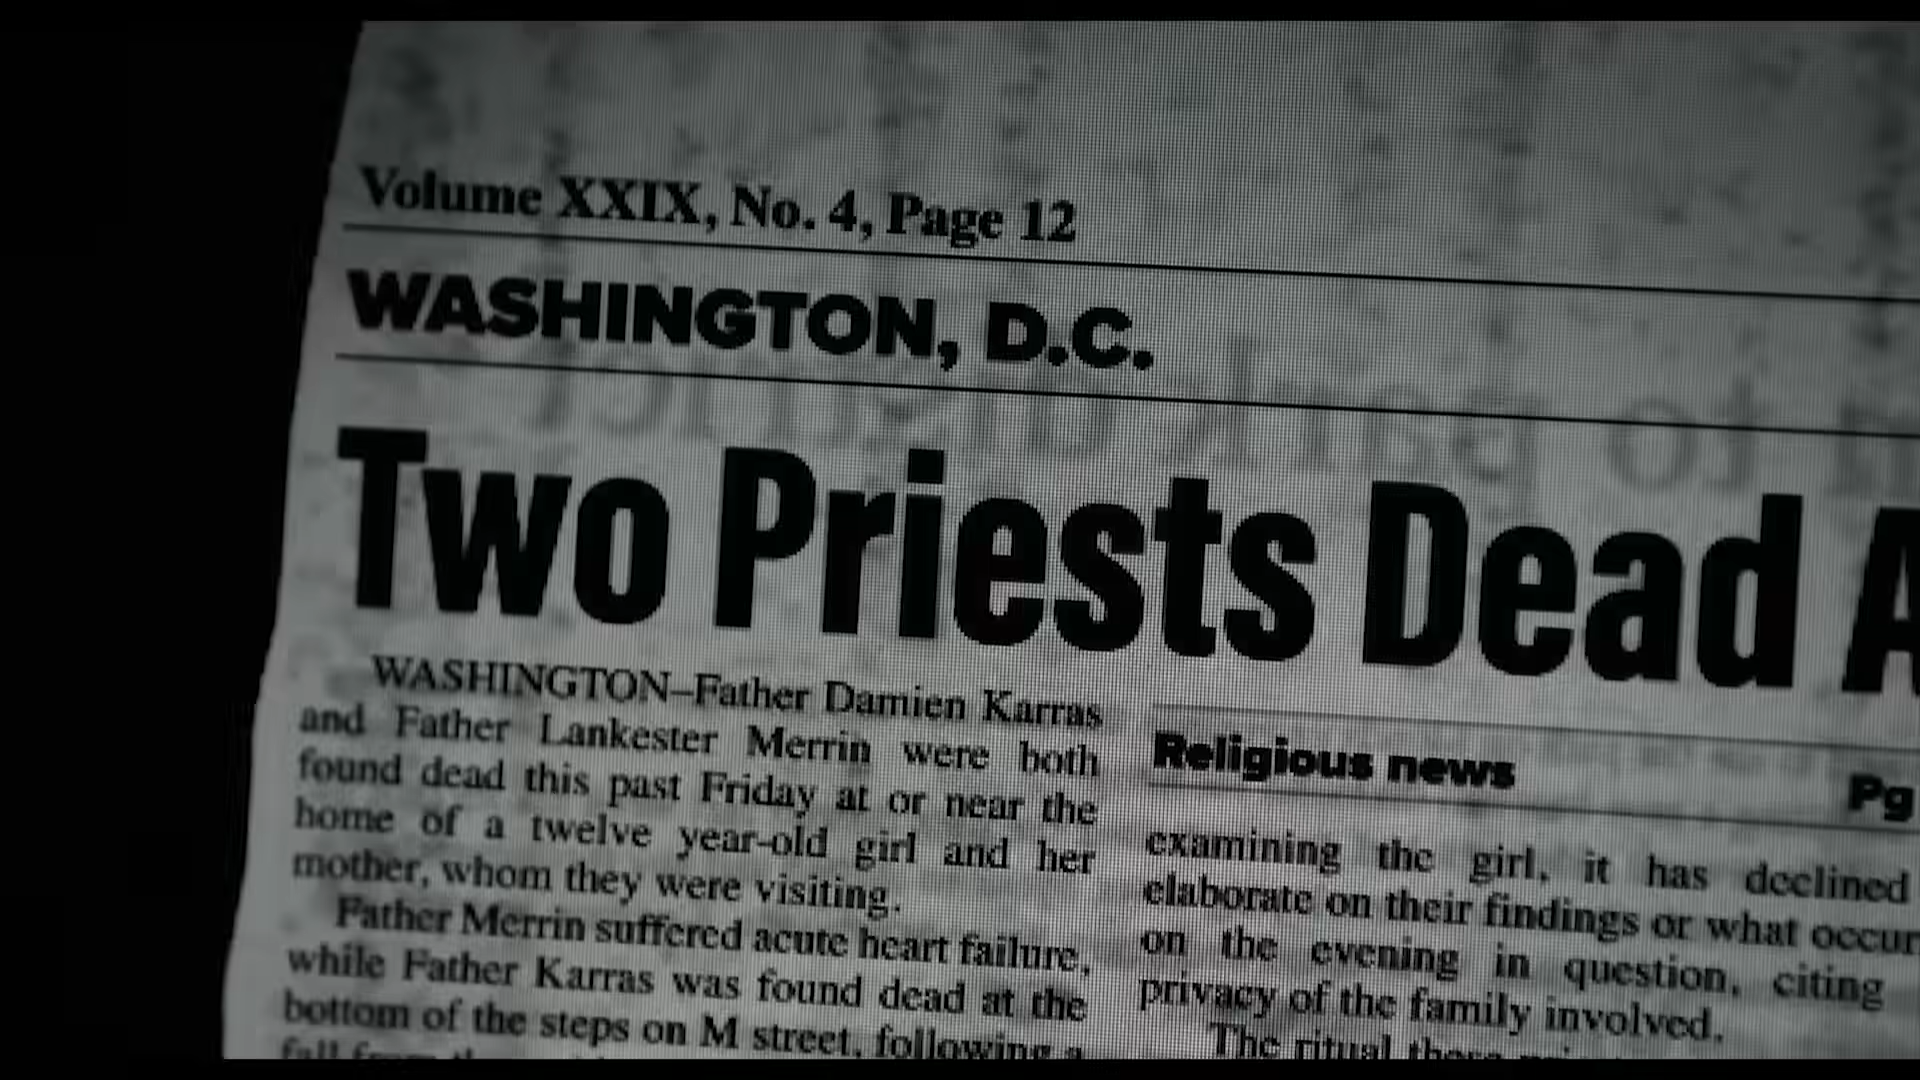 Volume XXIX, No. 4, Page 12
WASHINGTON, D.C.
Two Priests Dead A
WASHINGTON–Father Damien Karras
and Father Lankester Merrin were both
found dead this past Friday at or near the
home of a twelve year-old girl and her
mother, whom they were visiting.
Father Merrin suffered acute heart failure,
while Father Karras was found dead at the
bottom of the steps on M street, following a
Religious news
Pg
examining the girl, it has declined
elaborate on their findings or what occur
on the evening in question, citing
privacy of the family involved.
The ritual